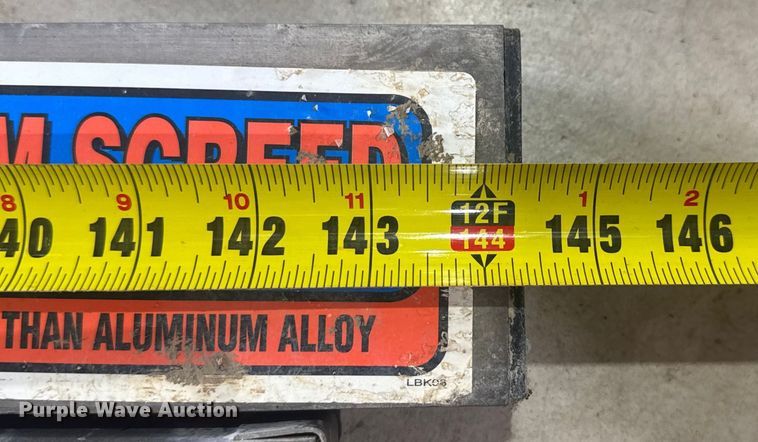 M SCREED
8 9 10 11 1 2
12F
40 141 142 143 144 145 146
THAN ALUMINUM ALLOY
LBK
Purple Wave Auction